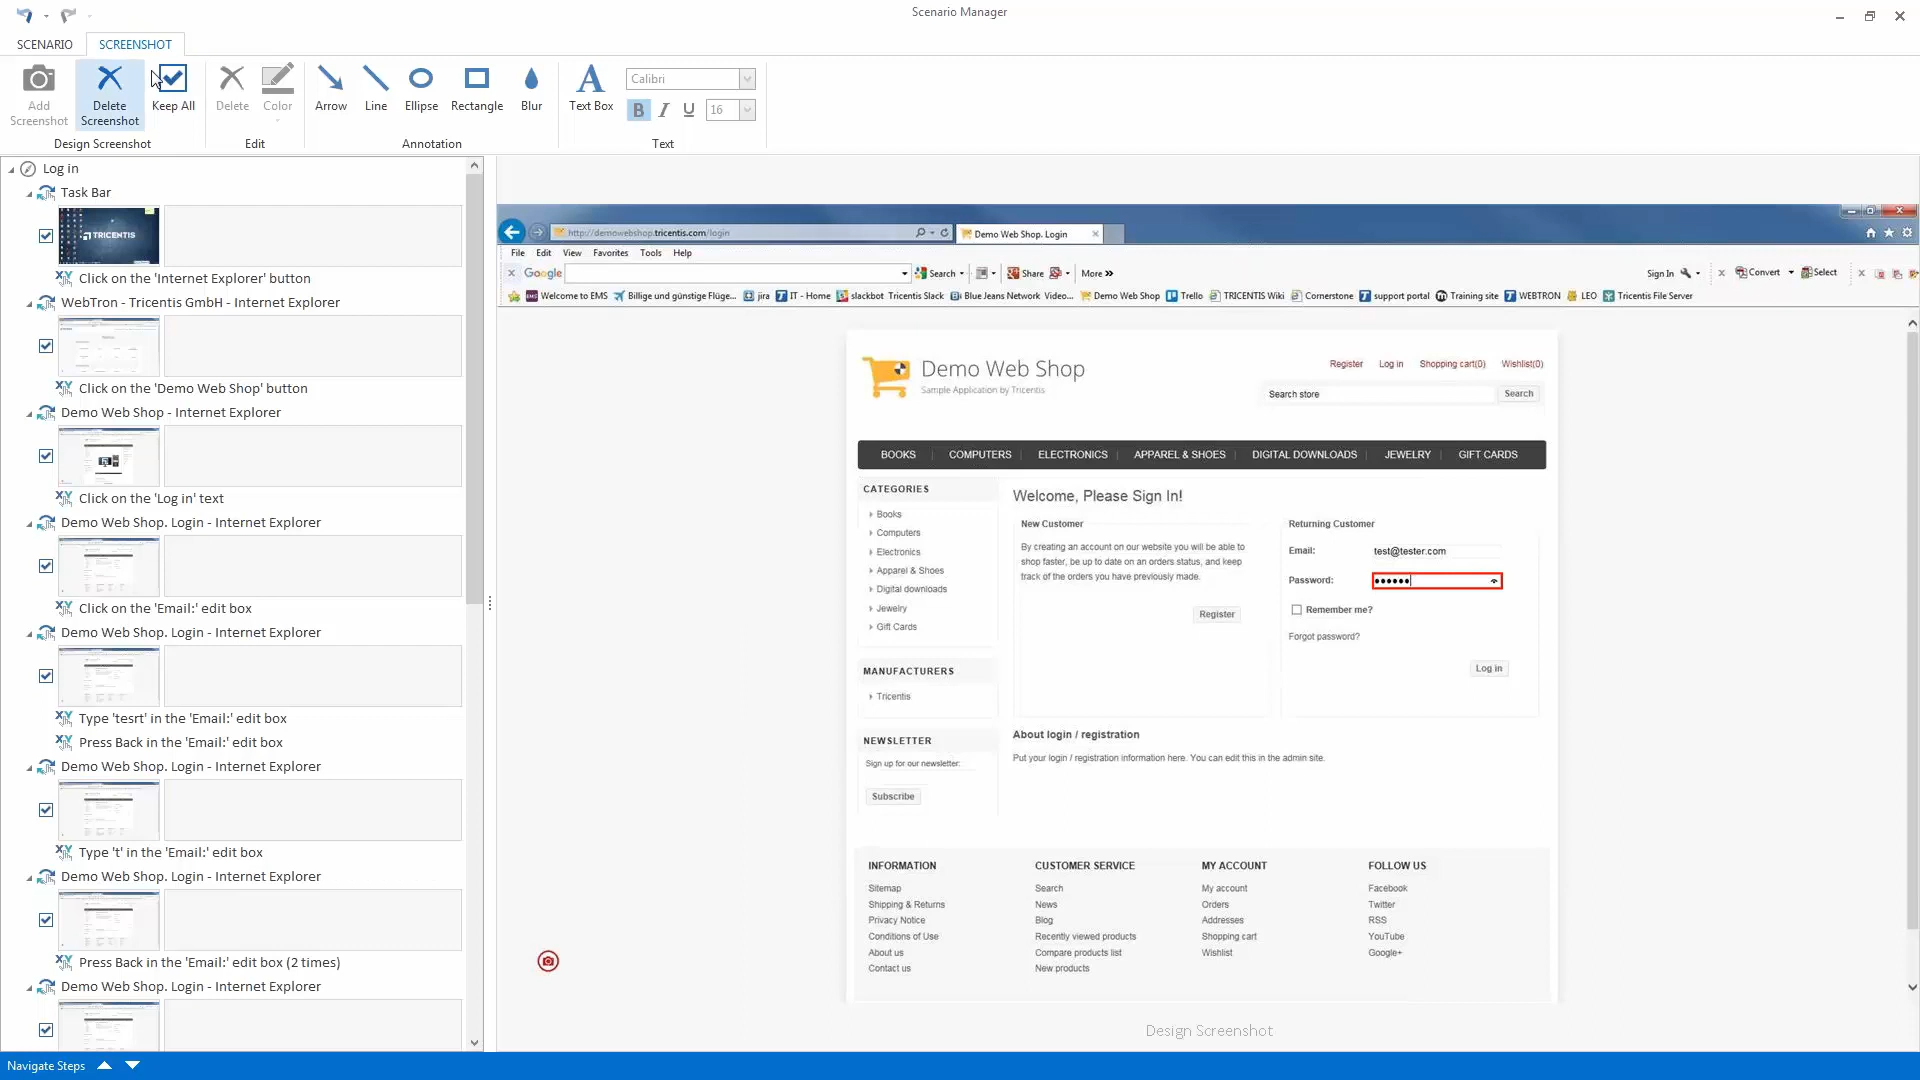 Scenario Manager
SCENARIO SCREENSHOT
Add Screenshot
Delete Screenshot
Keep All
Delete
Color
Arrow
Line
Ellipse
Rectangle
Blur
Text Box
Calibri
B I U 16
Design Screenshot
Edit
Annotation
Text
Log in
Task Bar
TRICENTIS
Click on the 'Internet Explorer' button
WebTron - Tricentis GmbH - Internet Explorer
Click on the 'Demo Web Shop' button
Demo Web Shop - Internet Explorer
Click on the 'Log in' text
Demo Web Shop. Login - Internet Explorer
Click on the 'Email:' edit box
Demo Web Shop. Login - Internet Explorer
Type 'tesrt' in the 'Email:' edit box
Press Back in the 'Email:' edit box
Demo Web Shop. Login - Internet Explorer
Type 't' in the 'Email:' edit box
Demo Web Shop. Login - Internet Explorer
Press Back in the 'Email:' edit box (2 times)
Demo Web Shop. Login - Internet Explorer
http://demowebshop.tricentis.com/login
Demo Web Shop. Login
File Edit View Favorites Tools Help
Google Search Share More » Sign In Convert Select
Welcome to EMS Billige und günstige Flüge... jira IT - Home slackbot Tricentis Slack Blue Jeans Network Video... Demo Web Shop Trello TRICENTIS Wiki Cornerstone support portal Training site WEBTRON LEO Tricentis File Server
Demo Web Shop
Sample Application by Tricentis
Register Log in Shopping cart(0) Wishlist(0)
Search store Search
BOOKS COMPUTERS ELECTRONICS APPAREL & SHOES DIGITAL DOWNLOADS JEWELRY GIFT CARDS
CATEGORIES
Books
Computers
Electronics
Apparel & Shoes
Digital downloads
Jewelry
Gift Cards
MANUFACTURERS
Tricentis
NEWSLETTER
Sign up for our newsletter:
Subscribe
Welcome, Please Sign In!
New Customer
By creating an account on our website you will be able to
shop faster, be up to date on an orders status, and keep
track of the orders you have previously made.
Register
Returning Customer
Email: test@tester.com
Password: ●●●●●●
Remember me?
Forgot password?
Log in
About login / registration
Put your login / registration information here. You can edit this in the admin site.
INFORMATION
Sitemap
Shipping & Returns
Privacy Notice
Conditions of Use
About us
Contact us
CUSTOMER SERVICE
Search
News
Blog
Recently viewed products
Compare products list
New products
MY ACCOUNT
My account
Orders
Addresses
Shopping cart
Wishlist
FOLLOW US
Facebook
Twitter
RSS
YouTube
Google+
Design Screenshot
Navigate Steps